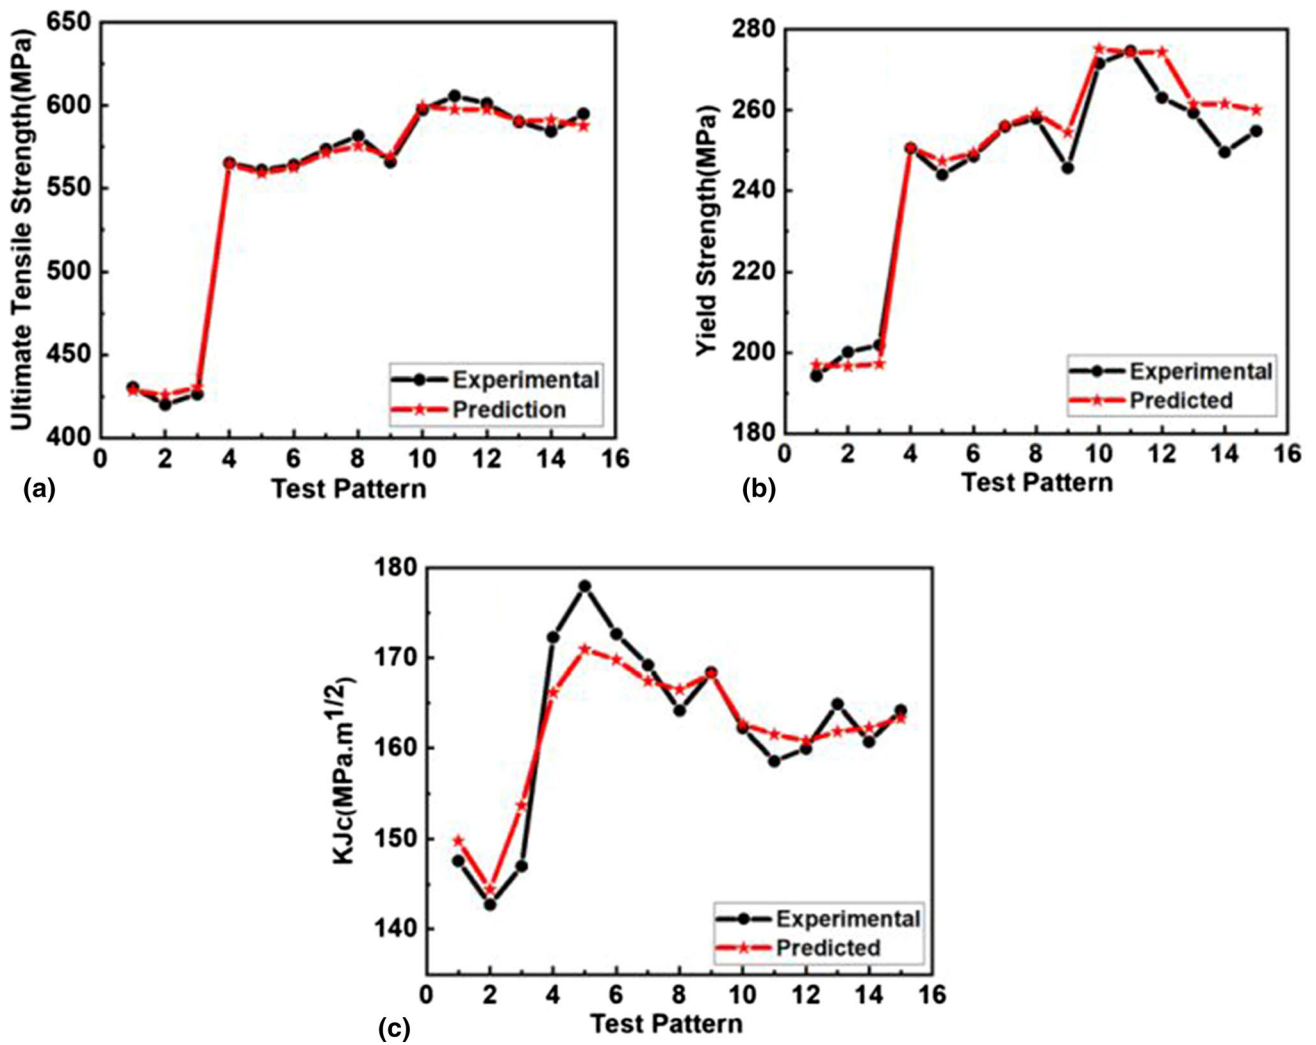 650
600
550
500
450
400
Ultimate Tensile Strength(MPa)
Experimental
Prediction
0 2 4 6 8 10 12 14 16
Test Pattern
(a)
280
260
240
220
200
180
Yield Strength(MPa)
Experimental
Predicted
0 2 4 6 8 10 12 14 16
Test Pattern
(b)
180
170
160
150
140
KJc(MPa.m1/2)
Experimental
Predicted
0 2 4 6 8 10 12 14 16
Test Pattern
(c)